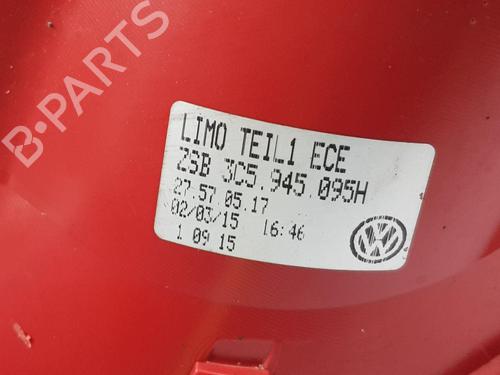 B-PARTS
LIMO TEIL1 ECE
ZSB 3C5.945.095H
27.57.05.17
02/03/15 16:46
1 09 15